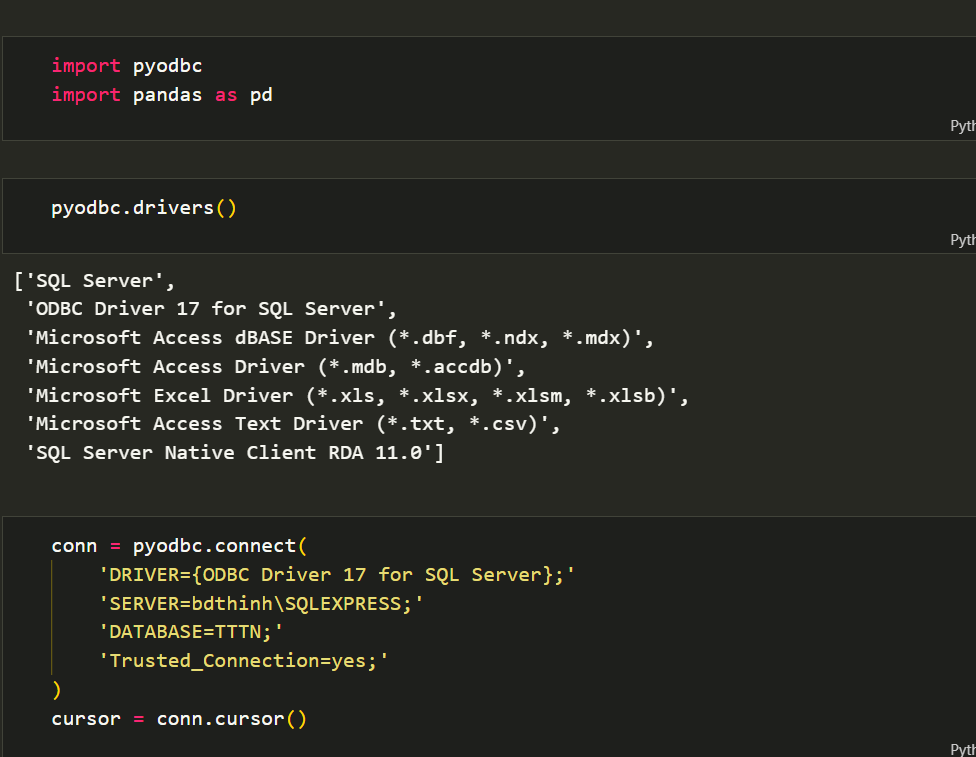 import pyodbc
import pandas as pd
Pyth
pyodbc.drivers()
Pyth
['SQL Server',
'ODBC Driver 17 for SQL Server',
'Microsoft Access dBASE Driver (*.dbf, *.ndx, *.mdx)',
'Microsoft Access Driver (*.mdb, *.accdb)',
'Microsoft Excel Driver (*.xls, *.xlsx, *.xlsm, *.xlsb)',
'Microsoft Access Text Driver (*.txt, *.csv)',
'SQL Server Native Client RDA 11.0']
conn = pyodbc.connect(
'DRIVER={ODBC Driver 17 for SQL Server};'
'SERVER=bdthinh\SQLEXPRESS;'
'DATABASE=TTTN;'
'Trusted_Connection=yes;'
)
cursor = conn.cursor()
Pyth